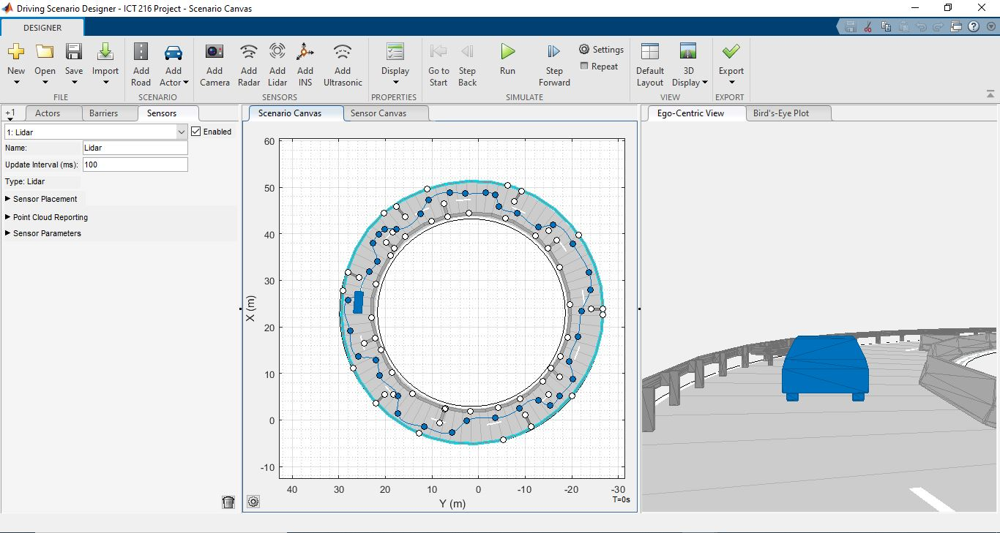 Driving Scenario Designer - ICT 216 Project - Scenario Canvas
DESIGNER
New
Open
Save
Import
FILE
Add Road
Add Actor
SCENARIO
Add Camera
Add Radar
Add Lidar
Add INS
Add Ultrasonic
SENSORS
Display
PROPERTIES
Go to Start
Step Back
Run
Step Forward
Settings
Repeat
SIMULATE
Default Layout
3D Display
VIEW
Export
EXPORT
+1
Actors
Barriers
Sensors
1: Lidar
Enabled
Name:
Lidar
Update Interval (ms):
100
Type: Lidar
Sensor Placement
Point Cloud Reporting
Sensor Parameters
Scenario Canvas
Sensor Canvas
60
50
40
30
20
10
0
-10
X (m)
40
30
20
10
0
-10
-20
-30
Y (m)
T=0s
Ego-Centric View
Bird's-Eye Plot